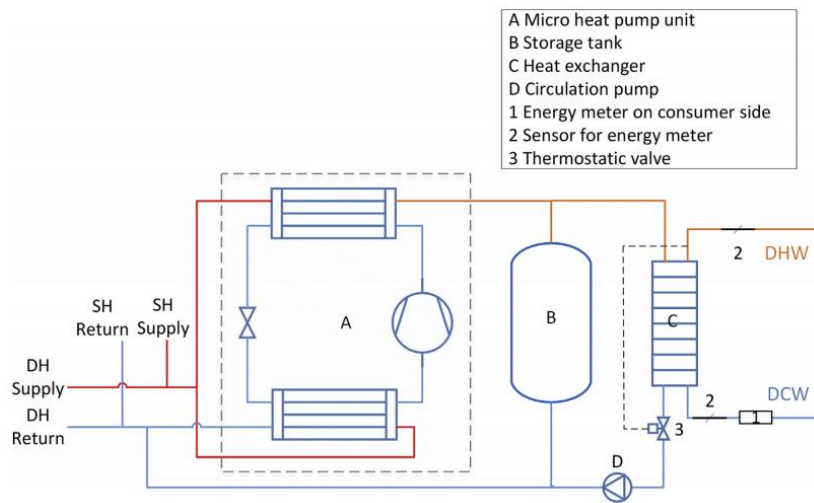 A Micro heat pump unit
B Storage tank
C Heat exchanger
D Circulation pump
1 Energy meter on consumer side
2 Sensor for energy meter
3 Thermostatic valve
2
DHW
SH
Return
SH
Supply
A
B
C
DH
Supply
DH
Return
DCW
2
1
3
D